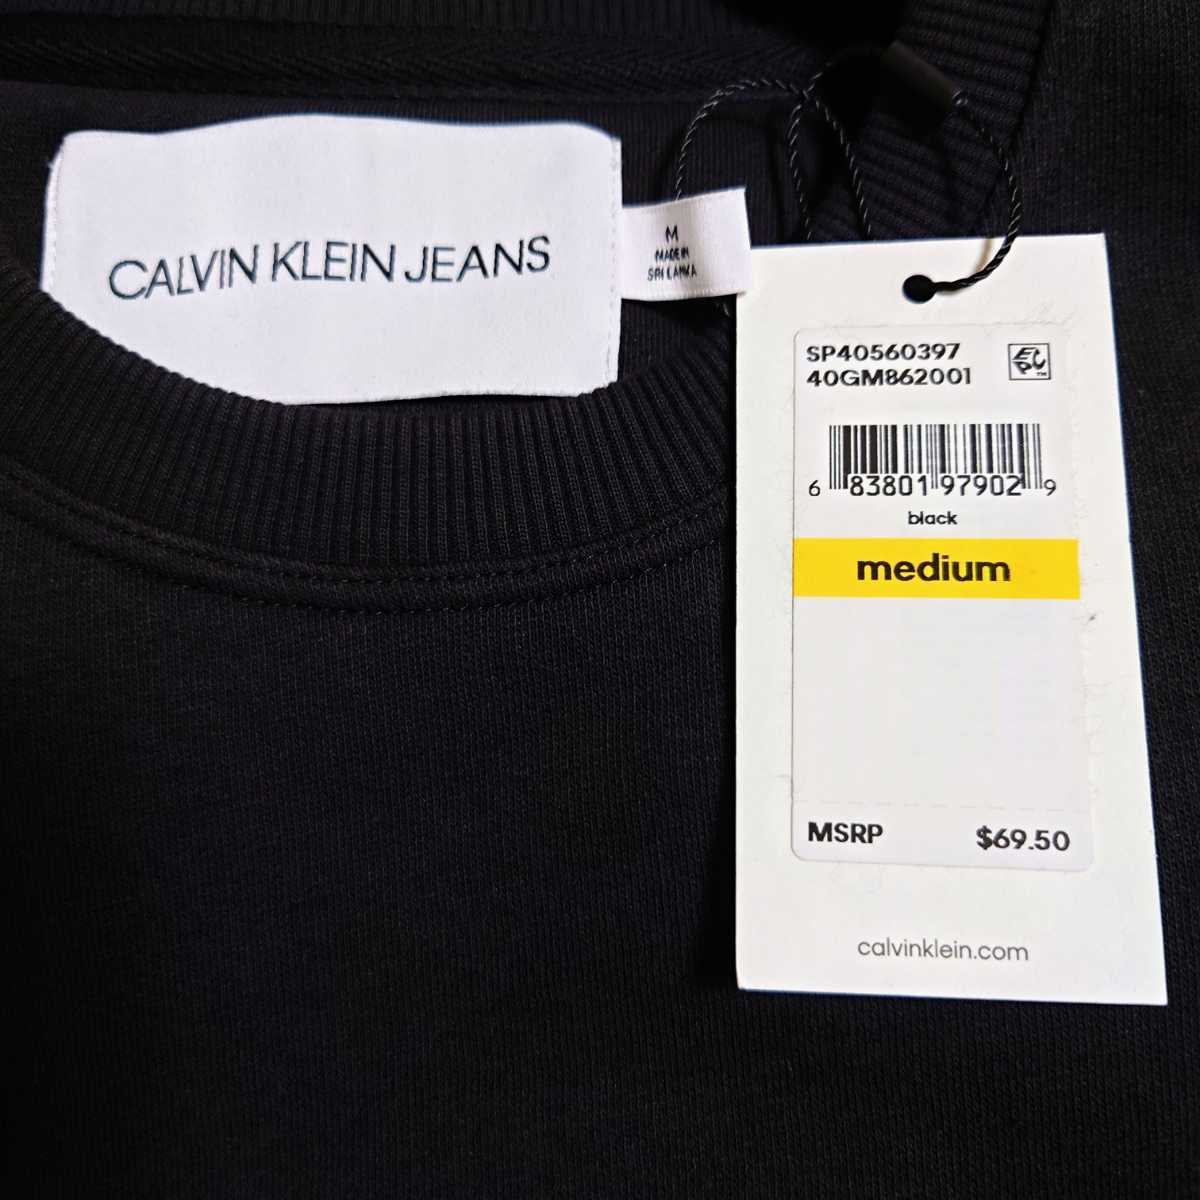 CALVIN KLEIN JEANS
M
MADE IN
SRI LANKA
SP40560397
40GM862001
6 83801 97902 9
black
medium
MSRP $69.50
calvinklein.com